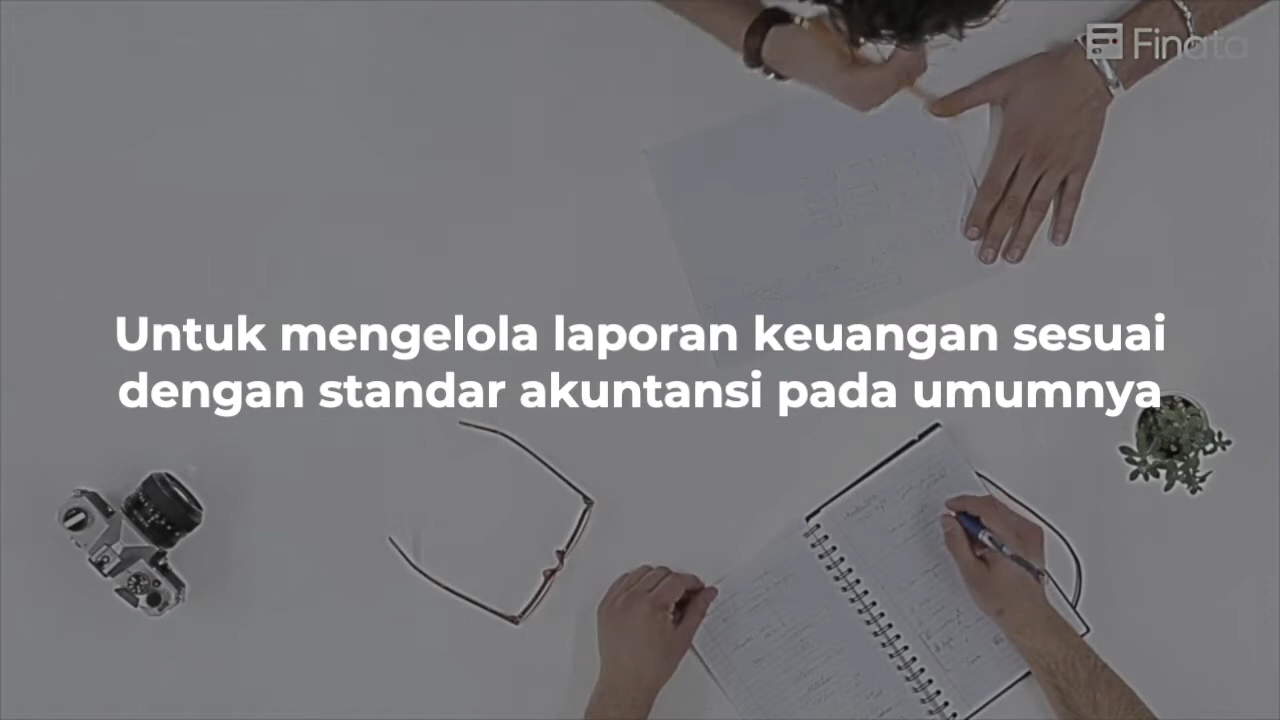 Finata
Untuk mengelola laporan keuangan sesuai
dengan standar akuntansi pada umumnya